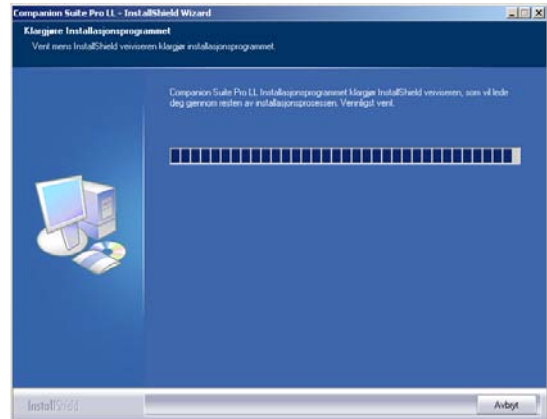 Companion Suite Pro LL - InstallShield Wizard
Klargjøre Installasjonsprogrammet
Vent mens InstallShield veiviseren klargjør installasjonsprogrammet.
Companion Suite Pro LL Installasjonsprogrammet klargjør InstallShield veiviseren, som vil lede
deg gjennom resten av installasjonsprosessen. Vennligst vent.
InstallShield
Avbryt